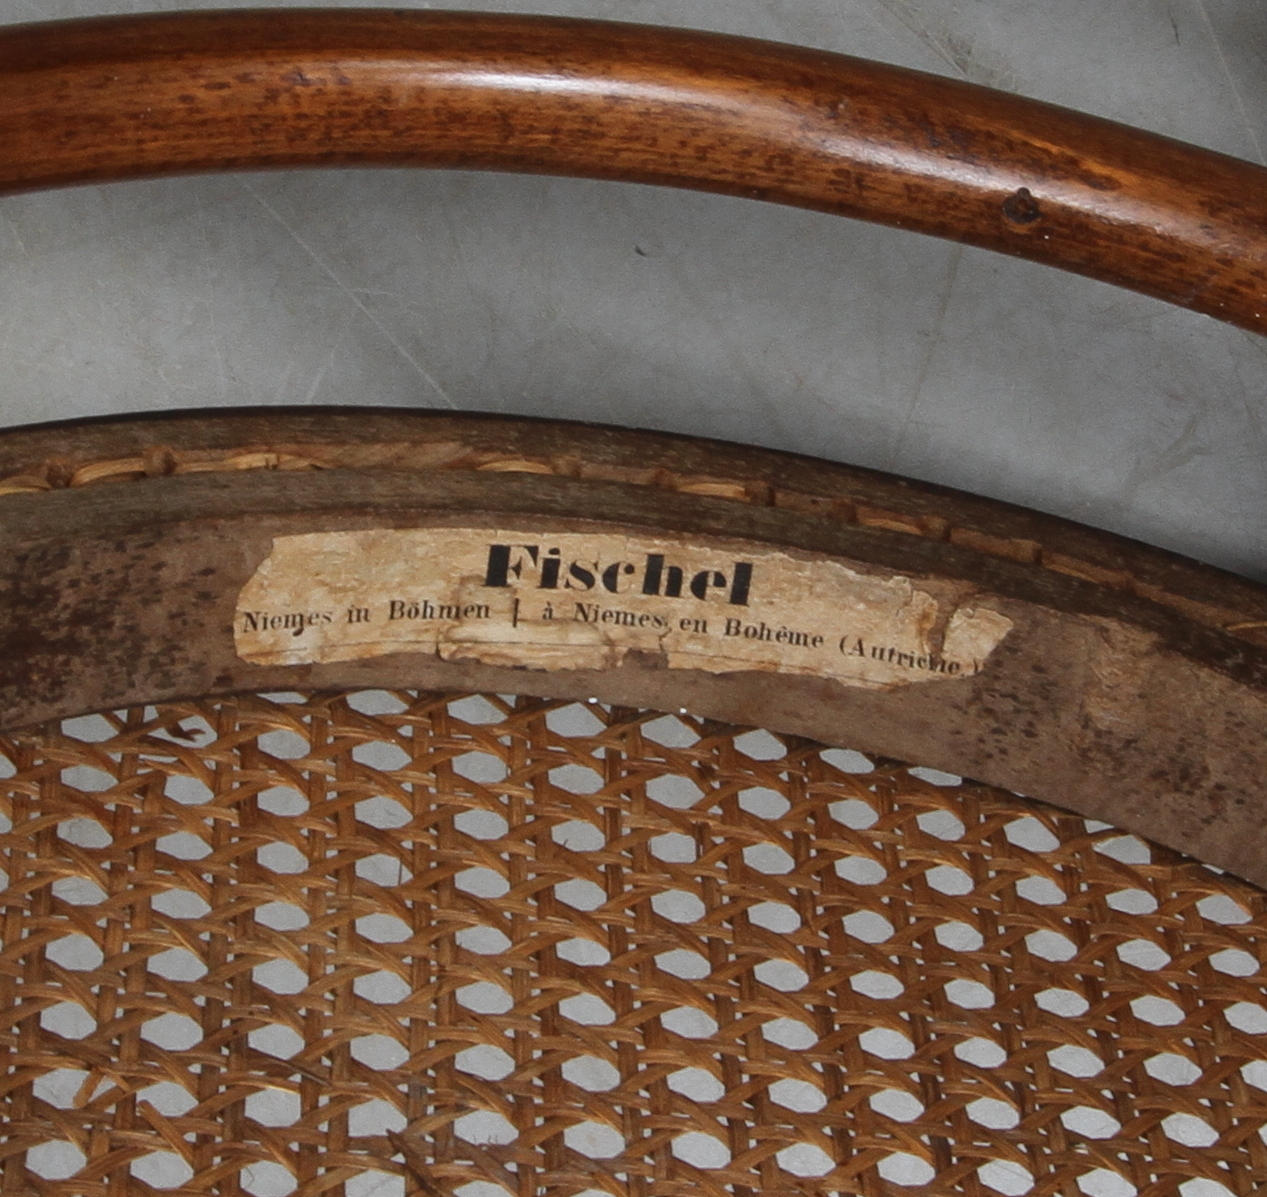 Fischel
Niemes in Böhmen | à Niemes en Bohême (Autriche)